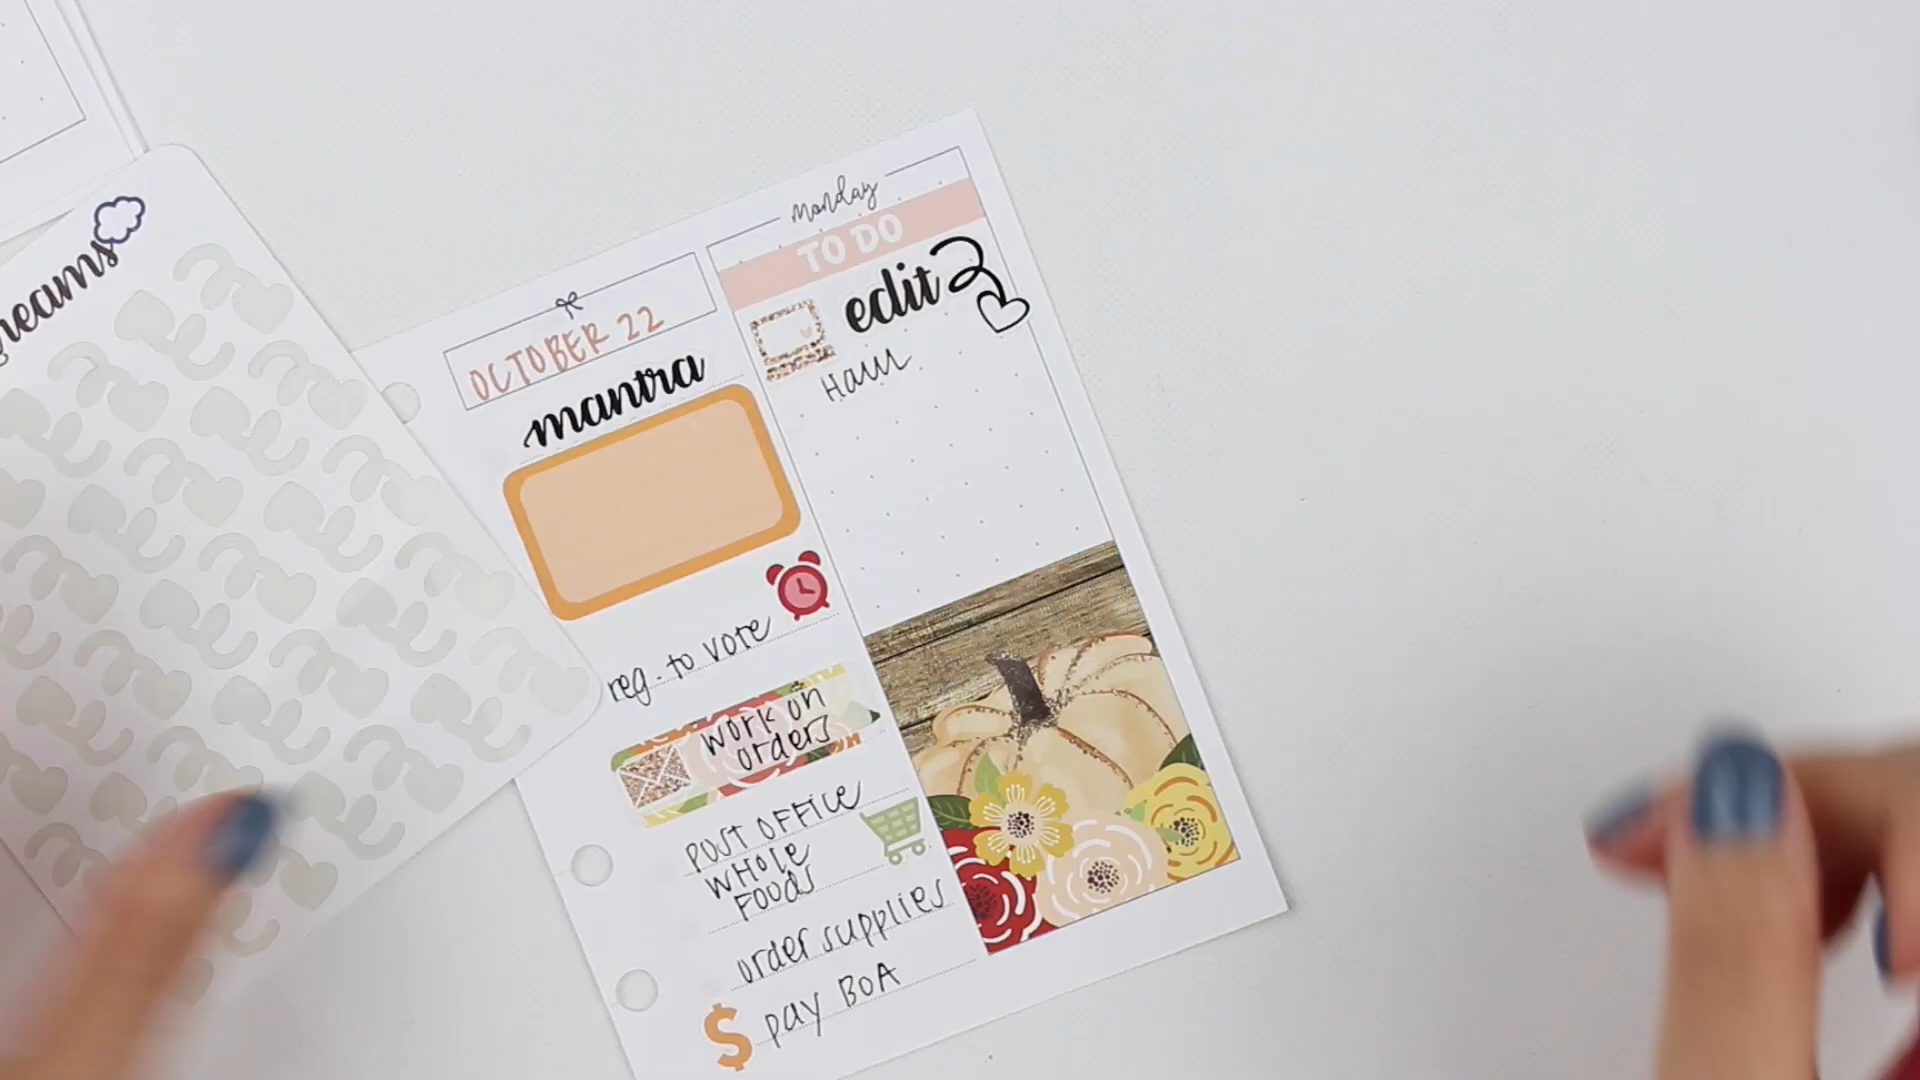 monday
TO DO
edit
Haul
OCTOBER 22
mantra
reg. to vote
work on
orders
POST OFFICE
WHOLE
FOODS
order supplies
$ pay BOA